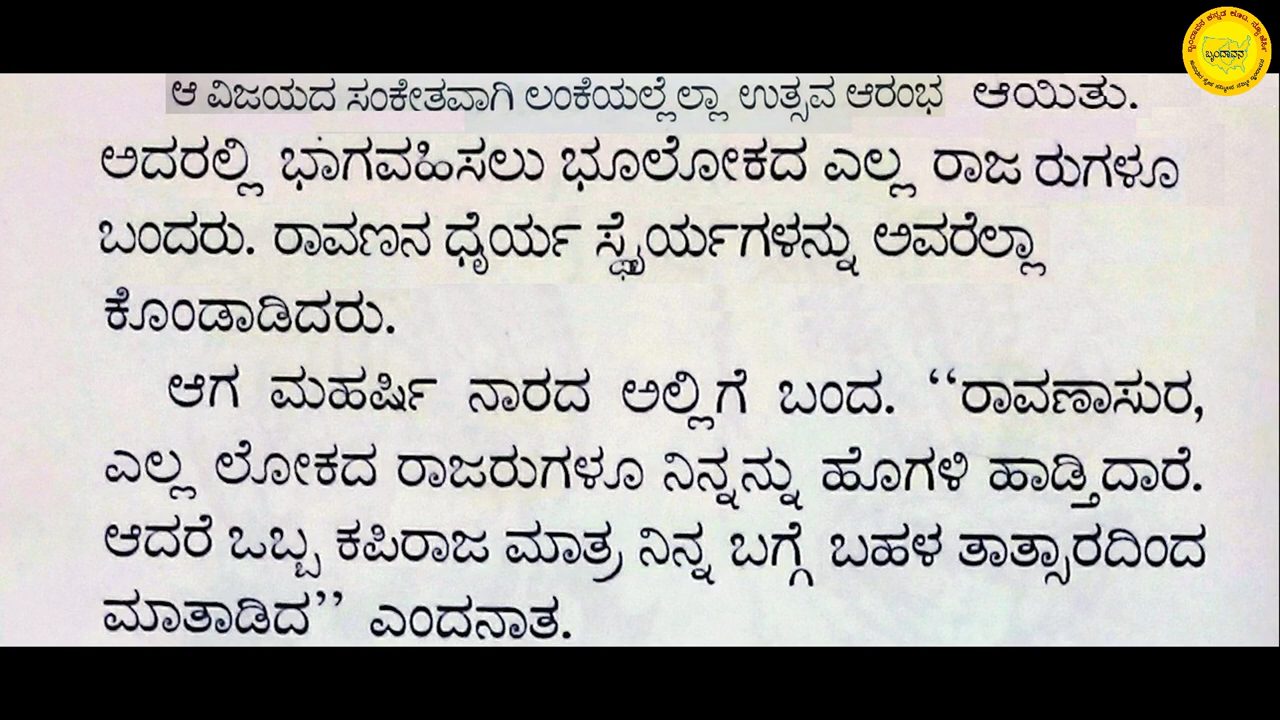 ಆ ವಿಜಯದ ಸಂಕೇತವಾಗಿ ಲಂಕೆಯಲ್ಲೆಲ್ಲಾ ಉತ್ಸವ ಆರಂಭ ಆಯಿತು.
ಅದರಲ್ಲಿ ಭಾಗವಹಿಸಲು ಭೂಲೋಕದ ಎಲ್ಲ ರಾಜ ರುಗಳೂ
ಬಂದರು. ರಾವಣನ ಧೈರ್ಯ ಸ್ಥೈರ್ಯಗಳನ್ನು ಅವರೆಲ್ಲಾ
ಕೊಂಡಾಡಿದರು.
ಆಗ ಮಹರ್ಷಿ ನಾರದ ಅಲ್ಲಿಗೆ ಬಂದ. “ರಾವಣಾಸುರ,
ಎಲ್ಲ ಲೋಕದ ರಾಜರುಗಳೂ ನಿನ್ನನ್ನು ಹೊಗಳಿ ಹಾಡ್ತಿದಾರೆ.
ಆದರೆ ಒಬ್ಬ ಕಪಿರಾಜ ಮಾತ್ರ ನಿನ್ನ ಬಗ್ಗೆ ಬಹಳ ತಾತ್ಸಾರದಿಂದ
ಮಾತಾಡಿದ” ಎಂದನಾತ.
ಬೃಂದಾವನ